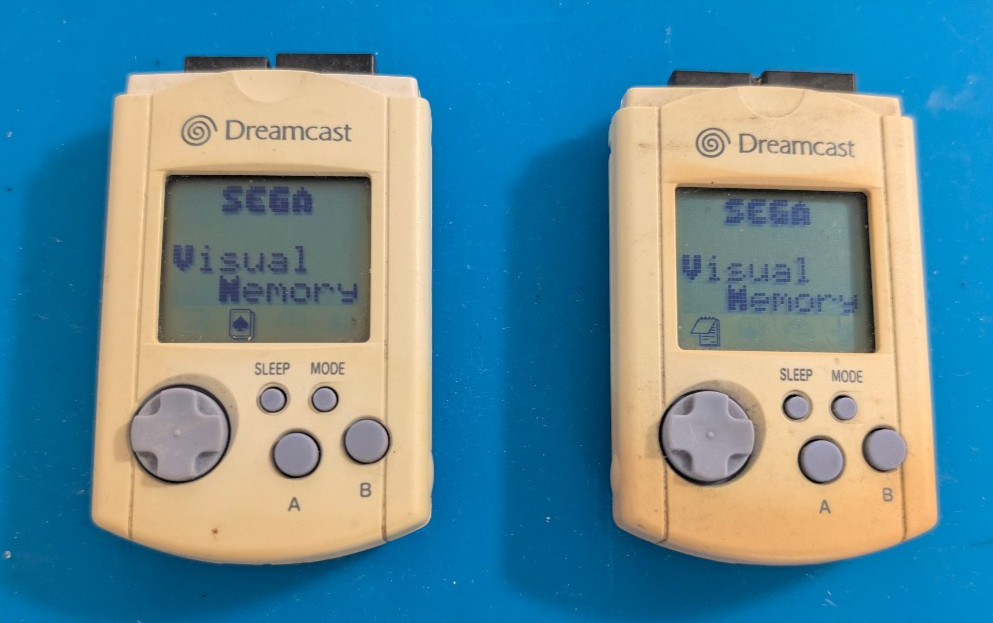 Dreamcast
SEGA
Visual
Memory
SLEEP MODE
A
B
Dreamcast
SEGA
Visual
Memory
SLEEP MODE
A
B